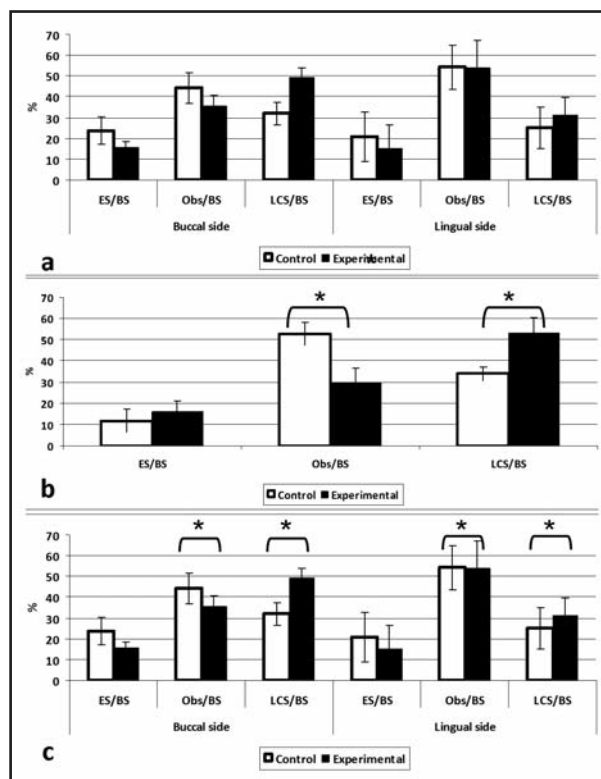 70
60
50
40
30
20
10
0
%
ES/BS Obs/BS LCS/BS ES/BS Obs/BS LCS/BS
Buccal side Lingual side
a
Control Experimental
*
70
60
50
40
30
20
10
0
%
* *
ES/BS Obs/BS LCS/BS
b
Control Experimental
70
60
50
40
30
20
10
0
%
* * * *
ES/BS Obs/BS LCS/BS ES/BS Obs/BS LCS/BS
Buccal side Lingual side
c
Control Experimental